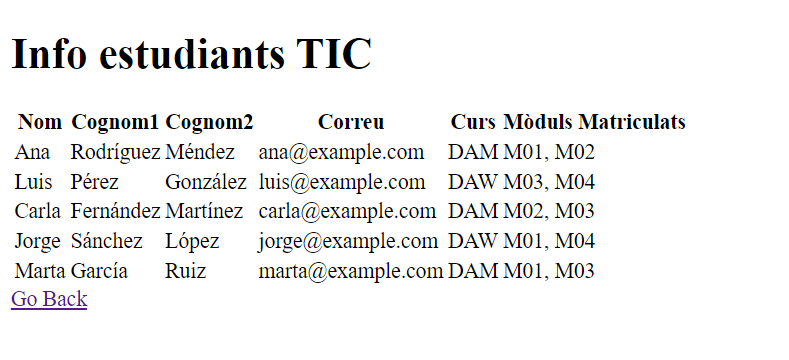 Info estudiants TIC
Nom Cognom1 Cognom2 Correu Curs Mòduls Matriculats
Ana Rodríguez Méndez ana@example.com DAM M01, M02
Luis Pérez González luis@example.com DAW M03, M04
Carla Fernández Martínez carla@example.com DAM M02, M03
Jorge Sánchez López jorge@example.com DAW M01, M04
Marta García Ruiz marta@example.com DAM M01, M03
Go Back